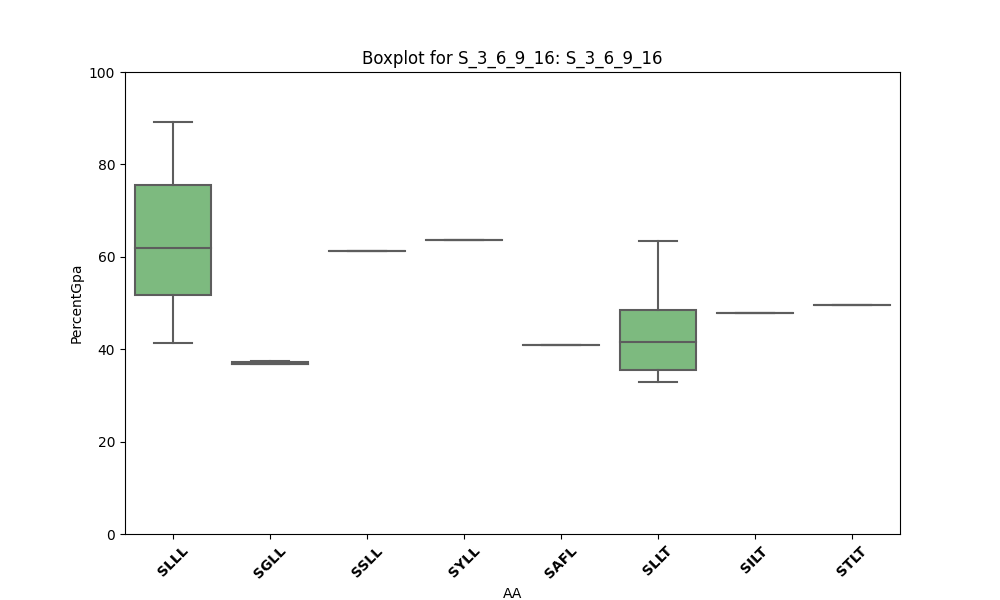 Boxplot for S_3_6_9_16: S_3_6_9_16
PercentGpa
100
80
60
40
20
0
SLLL SGLL SSLL SYLL SAFL SLLT SILT STLT
AA